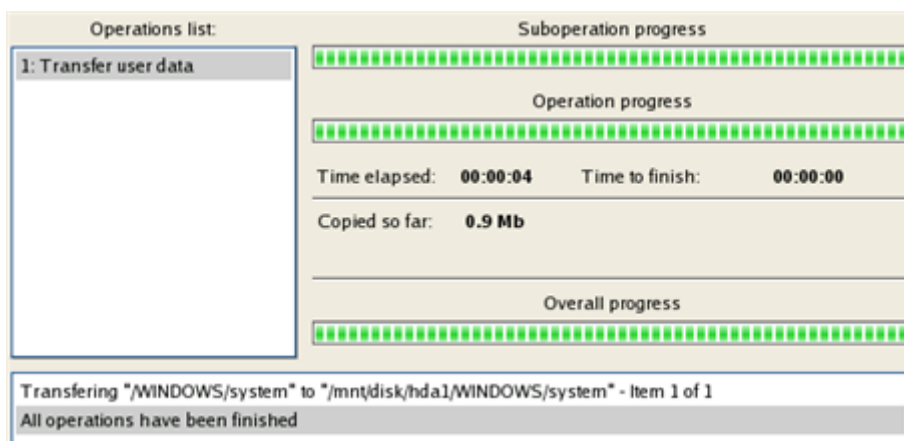 Operations list:
1: Transfer user data
Suboperation progress
Operation progress
Time elapsed: 00:00:04 Time to finish: 00:00:00
Copied so far: 0.9 Mb
Overall progress
Transfering "/WINDOWS/system" to "/mnt/disk/hda1/WINDOWS/system" - Item 1 of 1
All operations have been finished